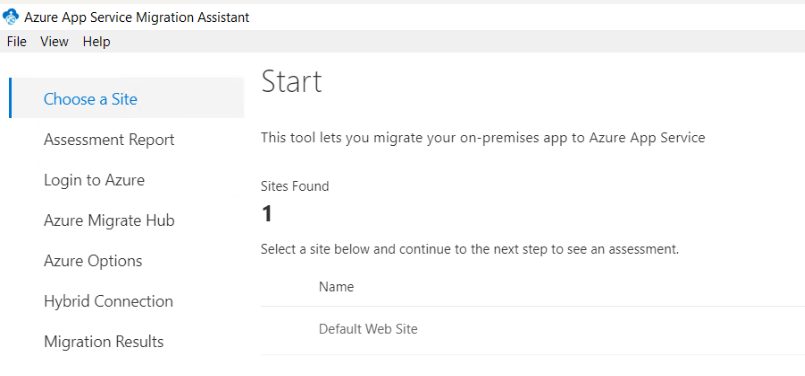 Azure App Service Migration Assistant
File View Help
Choose a Site
Assessment Report
Login to Azure
Azure Migrate Hub
Azure Options
Hybrid Connection
Migration Results
Start
This tool lets you migrate your on-premises app to Azure App Service
Sites Found
1
Select a site below and continue to the next step to see an assessment.
Name
Default Web Site